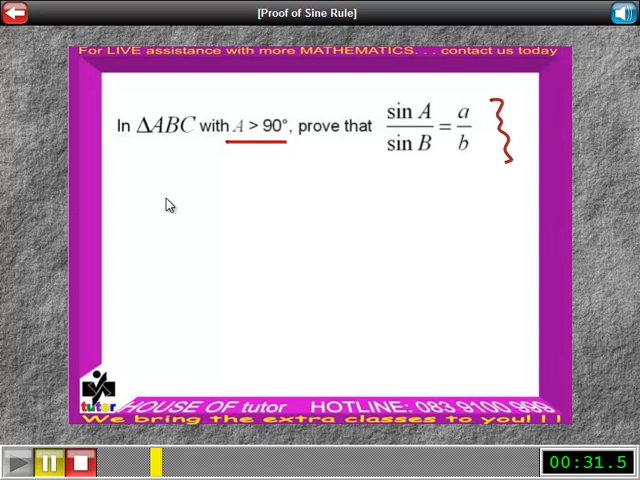 [Proof of Sine Rule]
For LIVE assistance with more MATHEMATICS. . . contact us today
In ΔABC with A > 90°, prove that sin A / sin B = a / b
tutor HOUSE OF tutor HOTLINE: 083 9100 999
We bring the extra classes to you! ! !
00:31.5